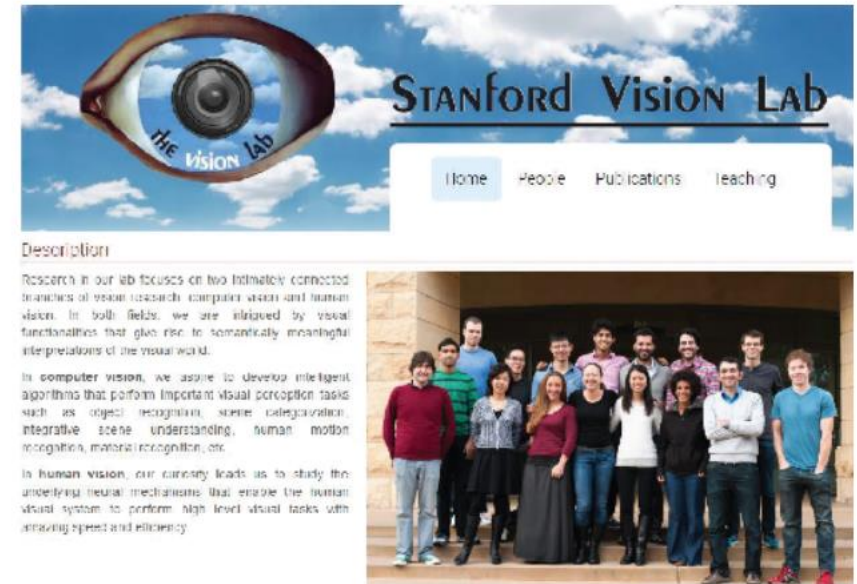 THE VISION LAB
STANFORD VISION LAB
Home People Publications Teaching
Description
Research in our lab focuses on two intimately connected
branches of vision research: computer vision and human
vision. In both fields, we are intrigued by visual
functionalities that give rise to semantically meaningful
interpretations of the visual world.
In computer vision, we aspire to develop intelligent
algorithms that perform important visual perception tasks
such as object recognition, scene categorization,
integrative scene understanding, human motion
recognition, material recognition, etc.
In human vision, our curiosity leads us to study the
underlying neural mechanisms that enable the human
visual system to perform high level visual tasks with
amazing speed and efficiency.